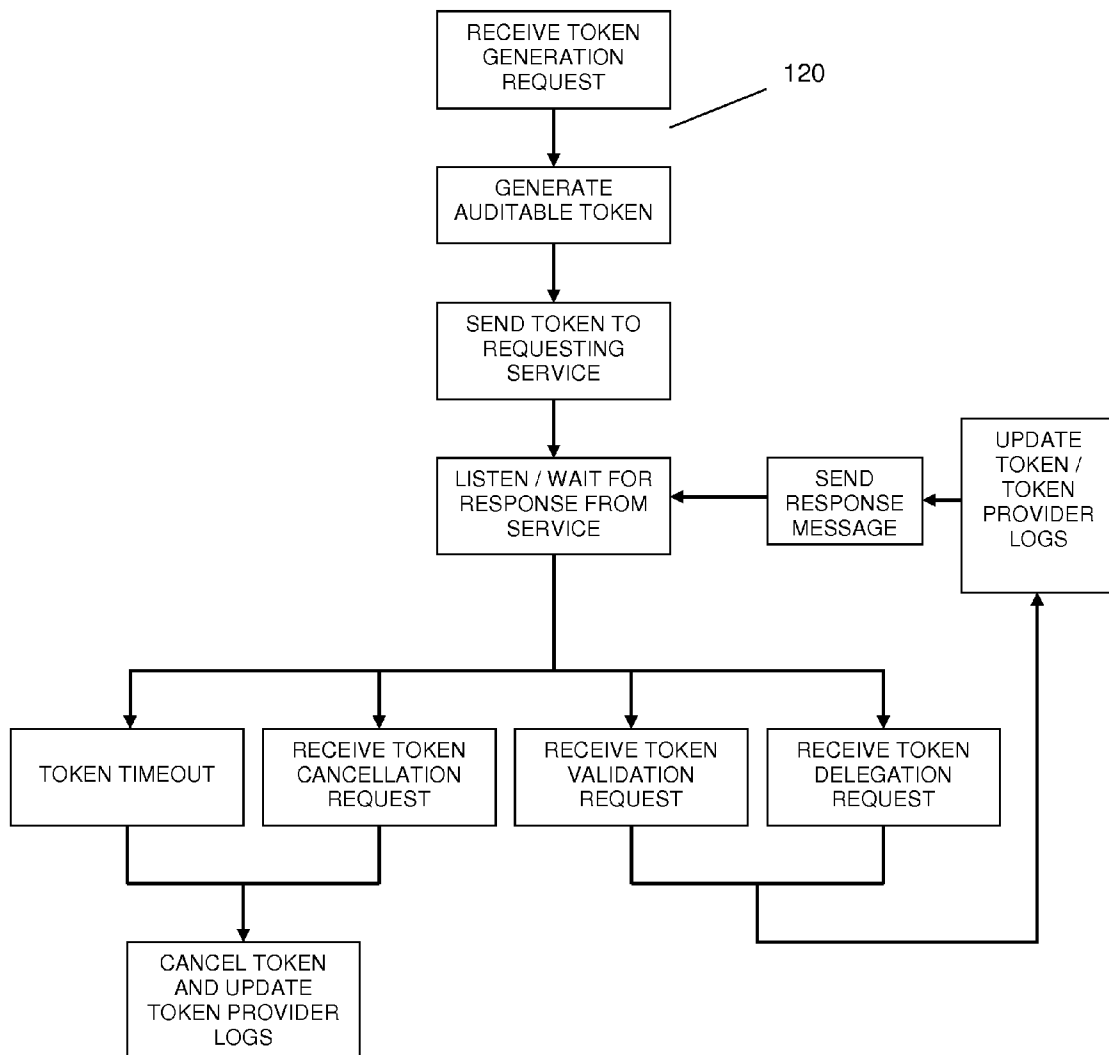 RECEIVE TOKEN
GENERATION
REQUEST
120
GENERATE
AUDITABLE TOKEN
SEND TOKEN TO
REQUESTING
SERVICE
LISTEN / WAIT FOR
RESPONSE FROM
SERVICE
SEND
RESPONSE
MESSAGE
UPDATE
TOKEN /
TOKEN
PROVIDER
LOGS
TOKEN TIMEOUT
RECEIVE TOKEN
CANCELLATION
REQUEST
RECEIVE TOKEN
VALIDATION
REQUEST
RECEIVE TOKEN
DELEGATION
REQUEST
CANCEL TOKEN
AND UPDATE
TOKEN PROVIDER
LOGS